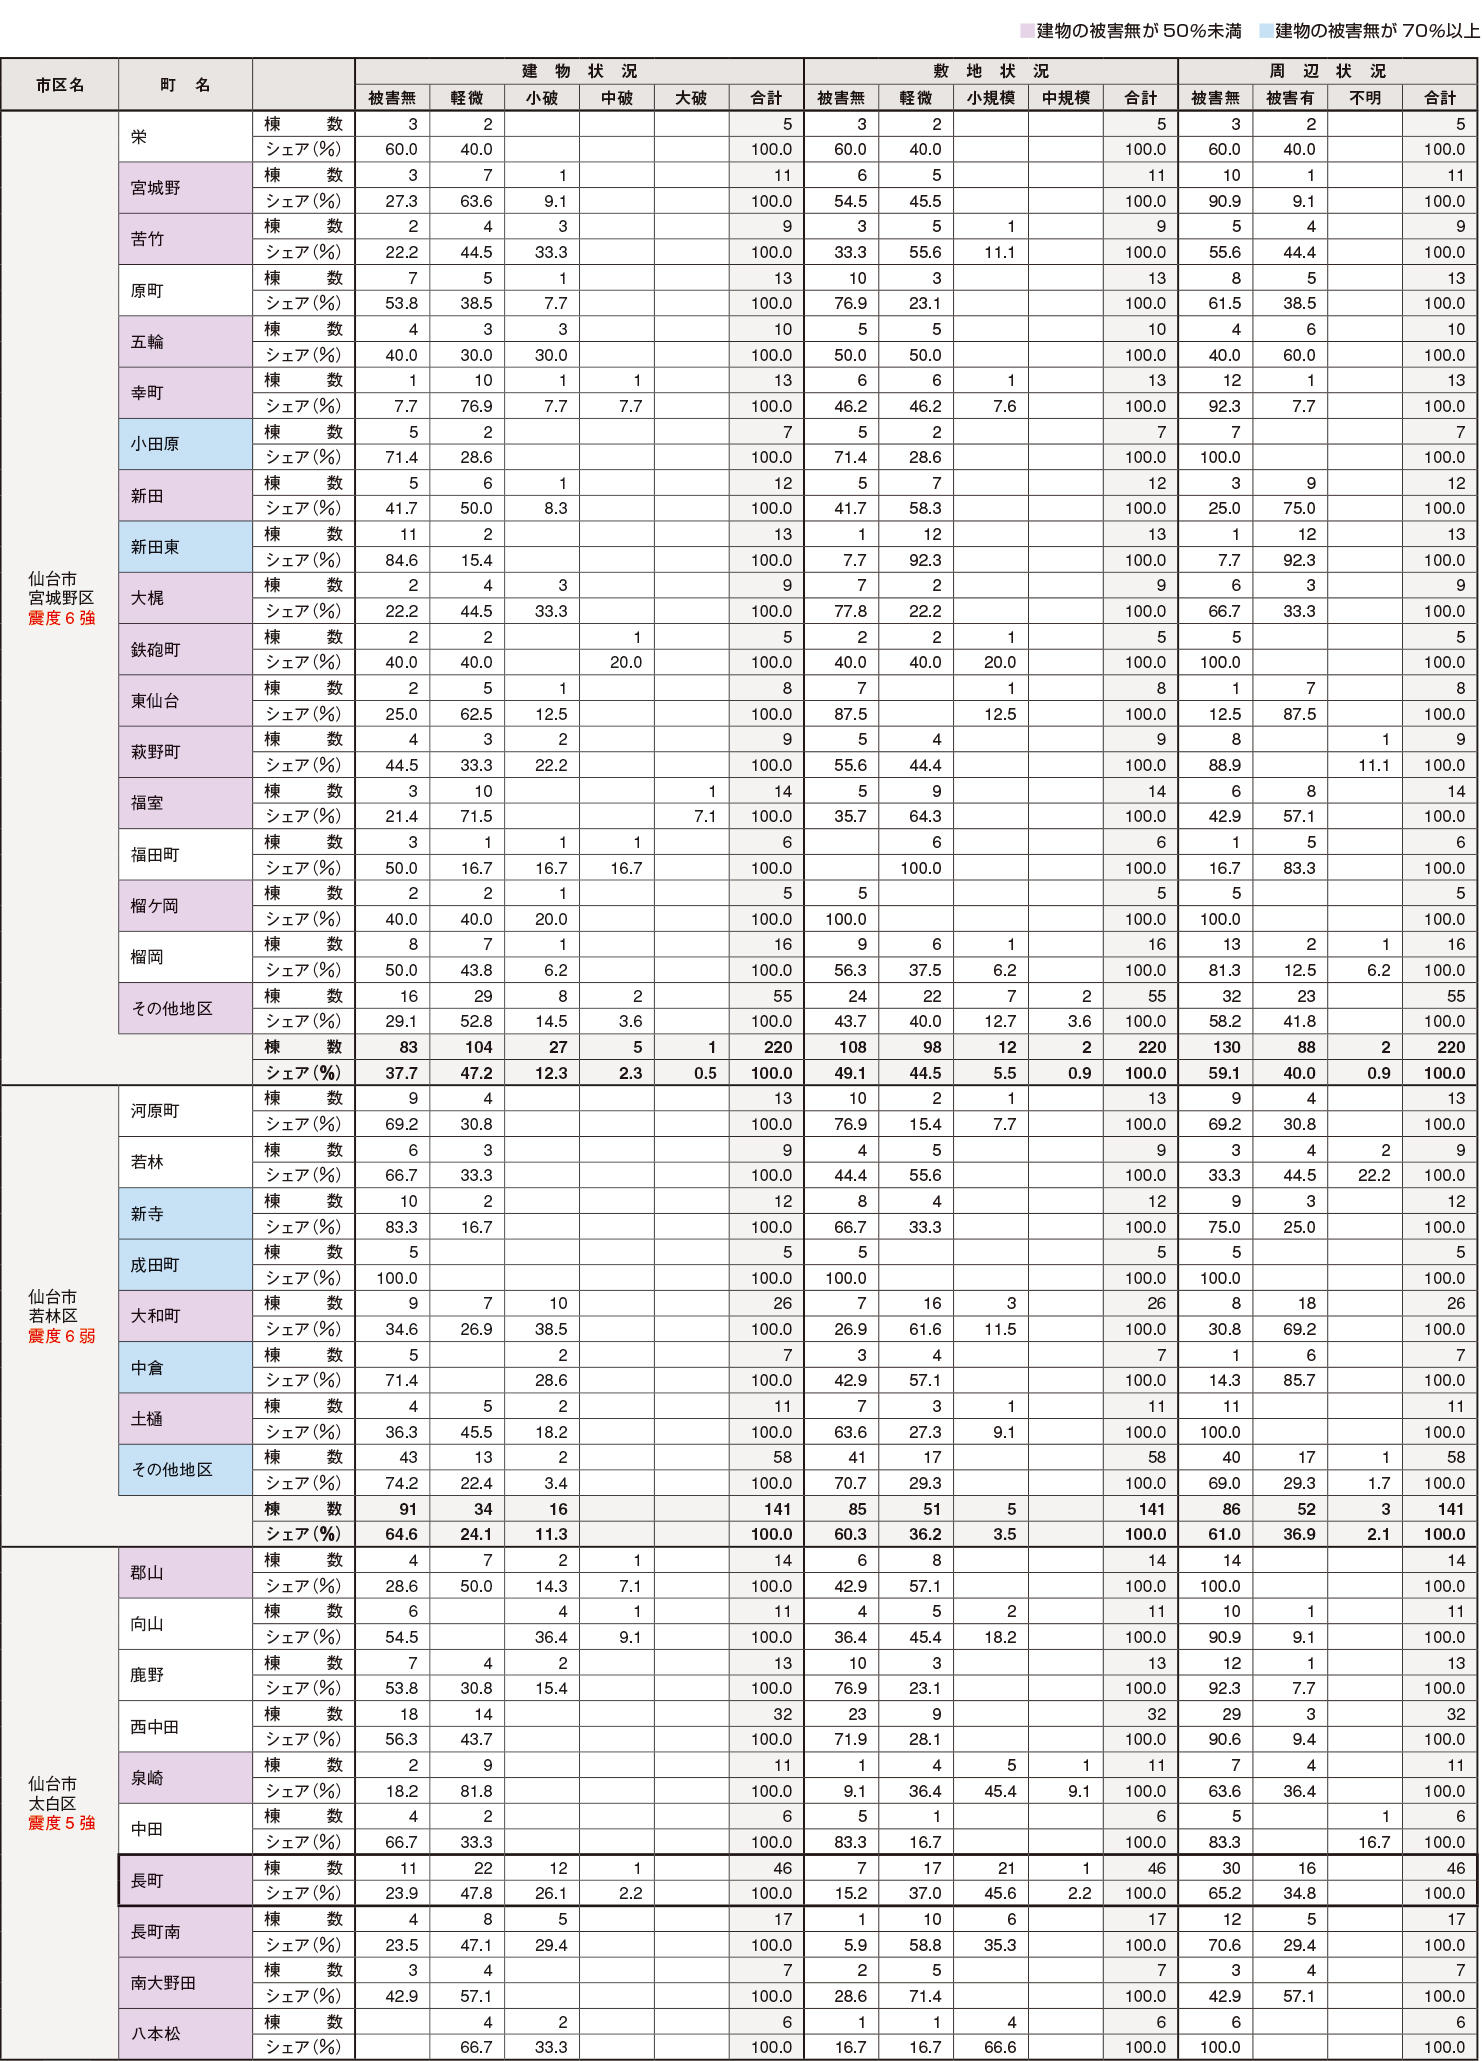 建物の被害無が50%未満 建物の被害無が70%以上
市区名 町 名 建 物 状 況 敷 地 状 況 周 辺 状 況
被害無 軽微 小破 中破 大破 合計 被害無 軽微 小規模 中規模 合計 被害無 被害有 不明 合計
仙台市
宮城野区
震度6強
栄 棟 数 3 2 5 3 2 5 3 2 5
シェア(%) 60.0 40.0 100.0 60.0 40.0 100.0 60.0 40.0 100.0
宮城野 棟 数 3 7 1 11 6 5 11 10 1 11
シェア(%) 27.3 63.6 9.1 100.0 54.5 45.5 100.0 90.9 9.1 100.0
苦竹 棟 数 2 4 3 9 3 5 1 9 5 4 9
シェア(%) 22.2 44.5 33.3 100.0 33.3 55.6 11.1 100.0 55.6 44.4 100.0
原町 棟 数 7 5 1 13 10 3 13 8 5 13
シェア(%) 53.8 38.5 7.7 100.0 76.9 23.1 100.0 61.5 38.5 100.0
五輪 棟 数 4 3 3 10 5 5 10 4 6 10
シェア(%) 40.0 30.0 30.0 100.0 50.0 50.0 100.0 40.0 60.0 100.0
幸町 棟 数 1 10 1 1 13 6 6 1 13 12 1 13
シェア(%) 7.7 76.9 7.7 7.7 100.0 46.2 46.2 7.6 100.0 92.3 7.7 100.0
小田原 棟 数 5 2 7 5 2 7 7 7
シェア(%) 71.4 28.6 100.0 71.4 28.6 100.0 100.0 100.0
新田 棟 数 5 6 1 12 5 7 12 3 9 12
シェア(%) 41.7 50.0 8.3 100.0 41.7 58.3 100.0 25.0 75.0 100.0
新田東 棟 数 11 2 13 1 12 13 1 12 13
シェア(%) 84.6 15.4 100.0 7.7 92.3 100.0 7.7 92.3 100.0
大梶 棟 数 2 4 3 9 7 2 9 6 3 9
シェア(%) 22.2 44.5 33.3 100.0 77.8 22.2 100.0 66.7 33.3 100.0
鉄砲町 棟 数 2 2 1 5 2 2 1 5 5 5
シェア(%) 40.0 40.0 20.0 100.0 40.0 40.0 20.0 100.0 100.0 100.0
東仙台 棟 数 2 5 1 8 7 1 8 1 7 8
シェア(%) 25.0 62.5 12.5 100.0 87.5 12.5 100.0 12.5 87.5 100.0
萩野町 棟 数 4 3 2 9 5 4 9 8 1 9
シェア(%) 44.5 33.3 22.2 100.0 55.6 44.4 100.0 88.9 11.1 100.0
福室 棟 数 3 10 1 14 5 9 14 6 8 14
シェア(%) 21.4 71.5 7.1 100.0 35.7 64.3 100.0 42.9 57.1 100.0
福田町 棟 数 3 1 1 1 6 6 6 1 5 6
シェア(%) 50.0 16.7 16.7 16.7 100.0 100.0 100.0 16.7 83.3 100.0
榴ケ岡 棟 数 2 2 1 5 5 5 5 5
シェア(%) 40.0 40.0 20.0 100.0 100.0 100.0 100.0 100.0
榴岡 棟 数 8 7 1 16 9 6 1 16 13 2 1 16
シェア(%) 50.0 43.8 6.2 100.0 56.3 37.5 6.2 100.0 81.3 12.5 6.2 100.0
その他地区 棟 数 16 29 8 2 55 24 22 7 2 55 32 23 55
シェア(%) 29.1 52.8 14.5 3.6 100.0 43.7 40.0 12.7 3.6 100.0 58.2 41.8 100.0
棟 数 83 104 27 5 1 220 108 98 12 2 220 130 88 2 220
シェア(%) 37.7 47.2 12.3 2.3 0.5 100.0 49.1 44.5 5.5 0.9 100.0 59.1 40.0 0.9 100.0
仙台市
若林区
震度6弱
河原町 棟 数 9 4 13 10 2 1 13 9 4 13
シェア(%) 69.2 30.8 100.0 76.9 15.4 7.7 100.0 69.2 30.8 100.0
若林 棟 数 6 3 9 4 5 9 3 4 2 9
シェア(%) 66.7 33.3 100.0 44.4 55.6 100.0 33.3 44.5 22.2 100.0
新寺 棟 数 10 2 12 8 4 12 9 3 12
シェア(%) 83.3 16.7 100.0 66.7 33.3 100.0 75.0 25.0 100.0
成田町 棟 数 5 5 5 5 5 5
シェア(%) 100.0 100.0 100.0 100.0 100.0 100.0
大和町 棟 数 9 7 10 26 7 16 3 26 8 18 26
シェア(%) 34.6 26.9 38.5 100.0 26.9 61.6 11.5 100.0 30.8 69.2 100.0
中倉 棟 数 5 2 7 3 4 7 1 6 7
シェア(%) 71.4 28.6 100.0 42.9 57.1 100.0 14.3 85.7 100.0
土樋 棟 数 4 5 2 11 7 3 1 11 11 11
シェア(%) 36.3 45.5 18.2 100.0 63.6 27.3 9.1 100.0 100.0 100.0
その他地区 棟 数 43 13 2 58 41 17 58 40 17 1 58
シェア(%) 74.2 22.4 3.4 100.0 70.7 29.3 100.0 69.0 29.3 1.7 100.0
棟 数 91 34 16 141 85 51 5 141 86 52 3 141
シェア(%) 64.6 24.1 11.3 100.0 60.3 36.2 3.5 100.0 61.0 36.9 2.1 100.0
仙台市
太白区
震度5強
郡山 棟 数 4 7 2 1 14 6 8 14 14 14
シェア(%) 28.6 50.0 14.3 7.1 100.0 42.9 57.1 100.0 100.0 100.0
向山 棟 数 6 4 1 11 4 5 2 11 10 1 11
シェア(%) 54.5 36.4 9.1 100.0 36.4 45.4 18.2 100.0 90.9 9.1 100.0
鹿野 棟 数 7 4 2 13 10 3 13 12 1 13
シェア(%) 53.8 30.8 15.4 100.0 76.9 23.1 100.0 92.3 7.7 100.0
西中田 棟 数 18 14 32 23 9 32 29 3 32
シェア(%) 56.3 43.7 100.0 71.9 28.1 100.0 90.6 9.4 100.0
泉崎 棟 数 2 9 11 1 4 5 1 11 7 4 11
シェア(%) 18.2 81.8 100.0 9.1 36.4 45.4 9.1 100.0 63.6 36.4 100.0
中田 棟 数 4 2 6 5 1 6 5 1 6
シェア(%) 66.7 33.3 100.0 83.3 16.7 100.0 83.3 16.7 100.0
長町 棟 数 11 22 12 1 46 7 17 21 1 46 30 16 46
シェア(%) 23.9 47.8 26.1 2.2 100.0 15.2 37.0 45.6 2.2 100.0 65.2 34.8 100.0
長町南 棟 数 4 8 5 17 1 10 6 17 12 5 17
シェア(%) 23.5 47.1 29.4 100.0 5.9 58.8 35.3 100.0 70.6 29.4 100.0
南大野田 棟 数 3 4 7 2 5 7 3 4 7
シェア(%) 42.9 57.1 100.0 28.6 71.4 100.0 42.9 57.1 100.0
八本松 棟 数 4 2 6 1 1 4 6 6 6
シェア(%) 66.7 33.3 100.0 16.7 16.7 66.6 100.0 100.0 100.0